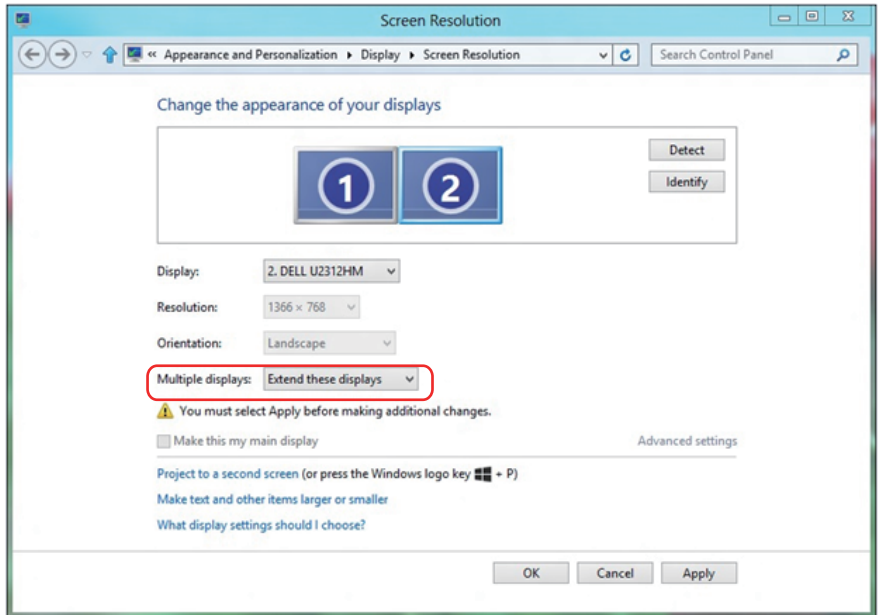 Screen Resolution
« Appearance and Personalization ▸ Display ▸ Screen Resolution
Search Control Panel
Change the appearance of your displays
1
2
Detect
Identify
Display: 2. DELL U2312HM
Resolution: 1366 × 768
Orientation: Landscape
Multiple displays: Extend these displays
You must select Apply before making additional changes.
Make this my main display
Advanced settings
Project to a second screen (or press the Windows logo key + P)
Make text and other items larger or smaller
What display settings should I choose?
OK
Cancel
Apply